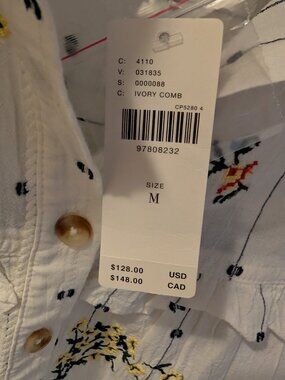 C: 4110
V: 031835
S: 0000088
C: IVORY COMB
CP5280 4
97808232
SIZE
M
$128.00 USD
$148.00 CAD